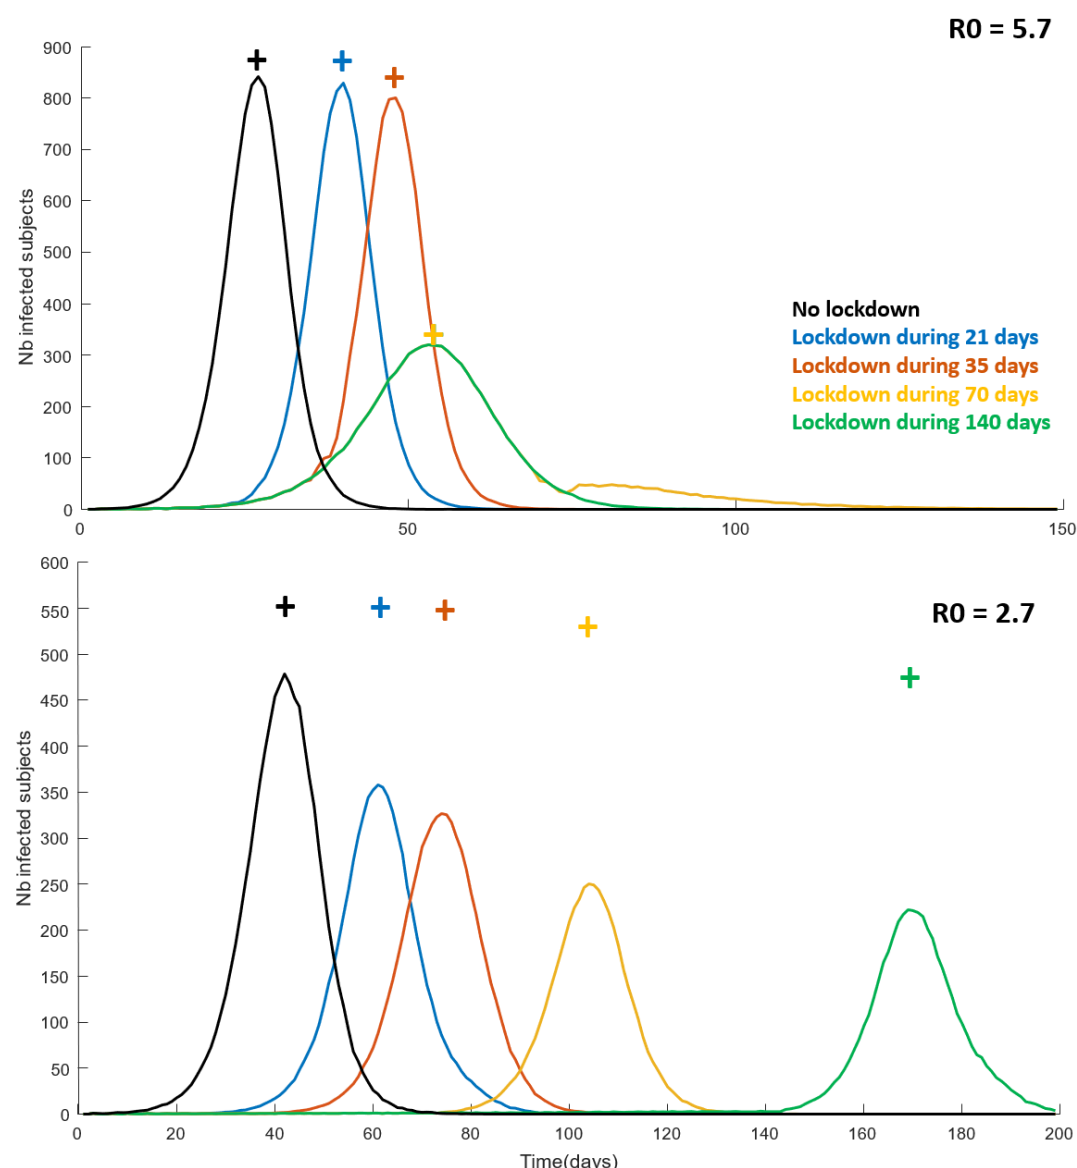 R0 = 5.7
900
800
700
600
500
400
300
200
100
0
Nb infected subjects
No lockdown
Lockdown during 21 days
Lockdown during 35 days
Lockdown during 70 days
Lockdown during 140 days
0 50 100 150
R0 = 2.7
600
550
500
450
400
350
300
250
200
150
100
50
0
Nb infected subjects
0 20 40 60 80 100 120 140 160 180 200
Time(days)